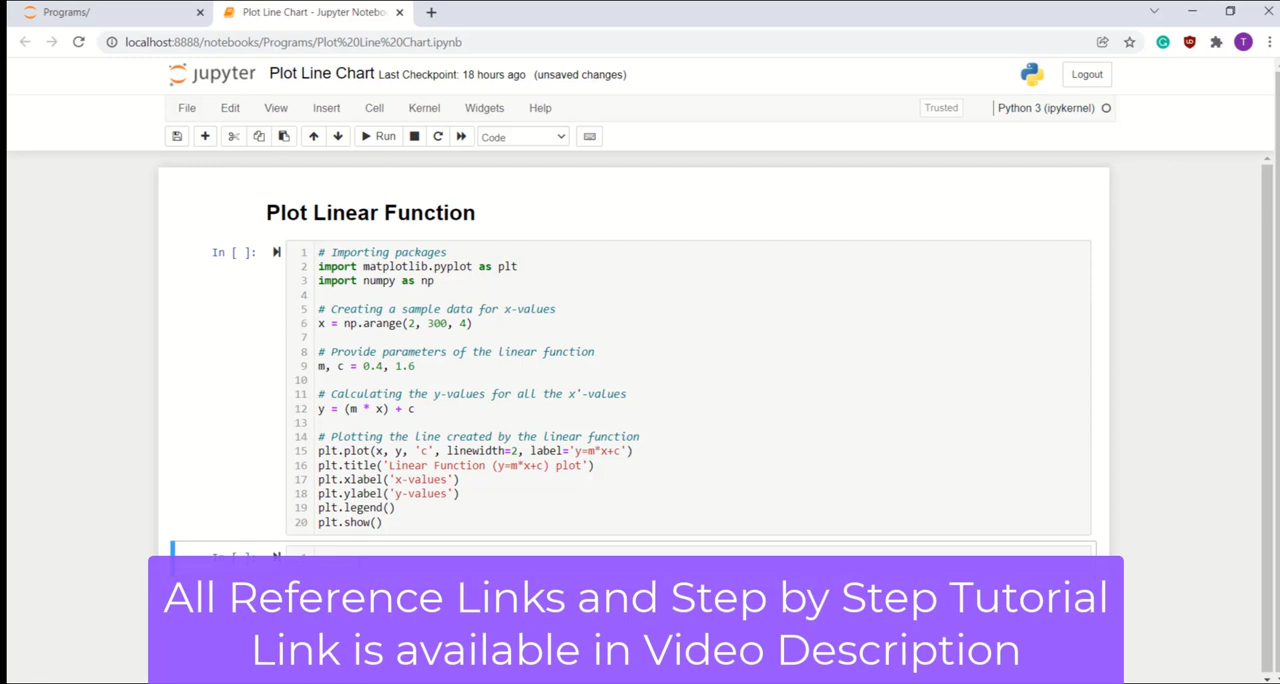 Programs/
Plot Line Chart - Jupyter Notebo
localhost:8888/notebooks/Programs/Plot%20Line%20Chart.ipynb
T
jupyter Plot Line Chart Last Checkpoint: 18 hours ago (unsaved changes)
Logout
File Edit View Insert Cell Kernel Widgets Help
Trusted
Python 3 (ipykernel)
Run
Code
Plot Linear Function
In [ ]:
1 # Importing packages
2 import matplotlib.pyplot as plt
3 import numpy as np
4
5 # Creating a sample data for x-values
6 x = np.arange(2, 300, 4)
7
8 # Provide parameters of the linear function
9 m, c = 0.4, 1.6
10
11 # Calculating the y-values for all the x'-values
12 y = (m * x) + c
13
14 # Plotting the line created by the linear function
15 plt.plot(x, y, 'c', linewidth=2, label='y=m*x+c')
16 plt.title('Linear Function (y=m*x+c) plot')
17 plt.xlabel('x-values')
18 plt.ylabel('y-values')
19 plt.legend()
20 plt.show()
All Reference Links and Step by Step Tutorial
Link is available in Video Description